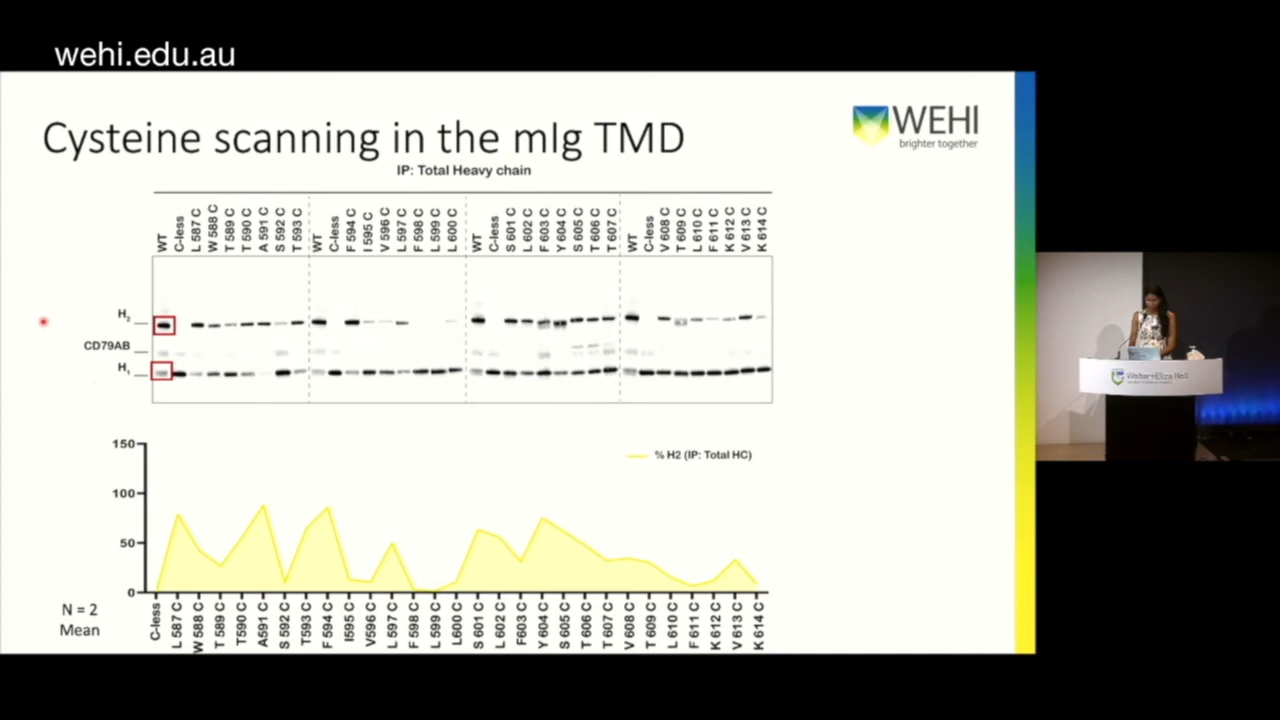 wehi.edu.au
Cysteine scanning in the mIg TMD
WEHI
brighter together
IP: Total Heavy chain
WT
C-less
L 587 C
W 588 C
T 589 C
T 590 C
A 591 C
S 592 C
T 593 C
WT
C-less
F 594 C
I 595 C
V 596 C
L 597 C
F 598 C
L 599 C
L 600 C
WT
C-less
S 601 C
L 602 C
F 603 C
Y 604 C
S 605 C
T 606 C
T 607 C
WT
C-less
V 608 C
T 609 C
L 610 C
F 611 C
K 612 C
V 613 C
K 614 C
H2
CD79AB
H1
150
100
50
0
% H2 (IP: Total HC)
N = 2
Mean
C-less
L 587 C
W 588 C
T 589 C
T590 C
A591 C
S 592 C
T593 C
F 594 C
I595 C
V596 C
L 597 C
F 598 C
L 599 C
L600 C
S 601 C
L 602 C
F603 C
Y 604 C
S 605 C
T 606 C
T 607 C
V 608 C
T 609 C
L 610 C
F 611 C
K 612 C
V 613 C
K 614 C
Walter+Eliza Hall